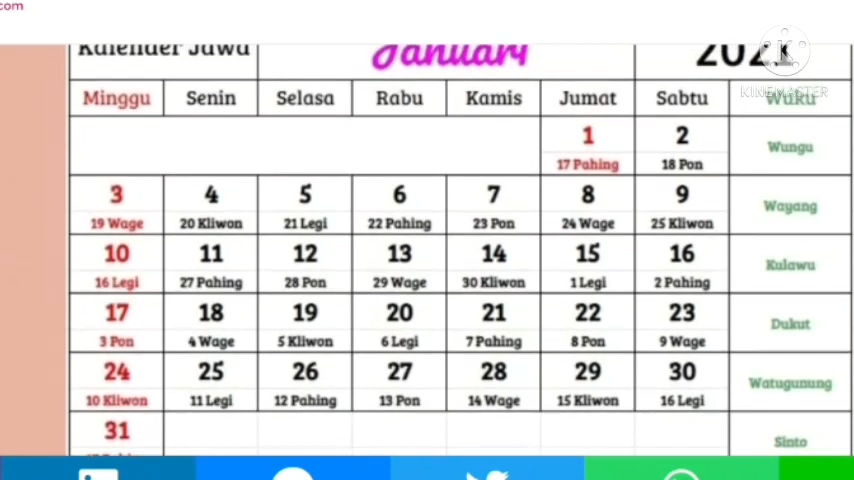 com
Kalender Jawa Januari 2021
KINEMASTER
Minggu Senin Selasa Rabu Kamis Jumat Sabtu Wuku
1 2
17 Pahing 18 Pon Wungu
3 4 5 6 7 8 9
19 Wage 20 Kliwon 21 Legi 22 Pahing 23 Pon 24 Wage 25 Kliwon Wayang
10 11 12 13 14 15 16
16 Legi 27 Pahing 28 Pon 29 Wage 30 Kliwon 1 Legi 2 Pahing Kulawu
17 18 19 20 21 22 23
3 Pon 4 Wage 5 Kliwon 6 Legi 7 Pahing 8 Pon 9 Wage Dukut
24 25 26 27 28 29 30
10 Kliwon 11 Legi 12 Pahing 13 Pon 14 Wage 15 Kliwon 16 Legi Watugunung
31
Sinto